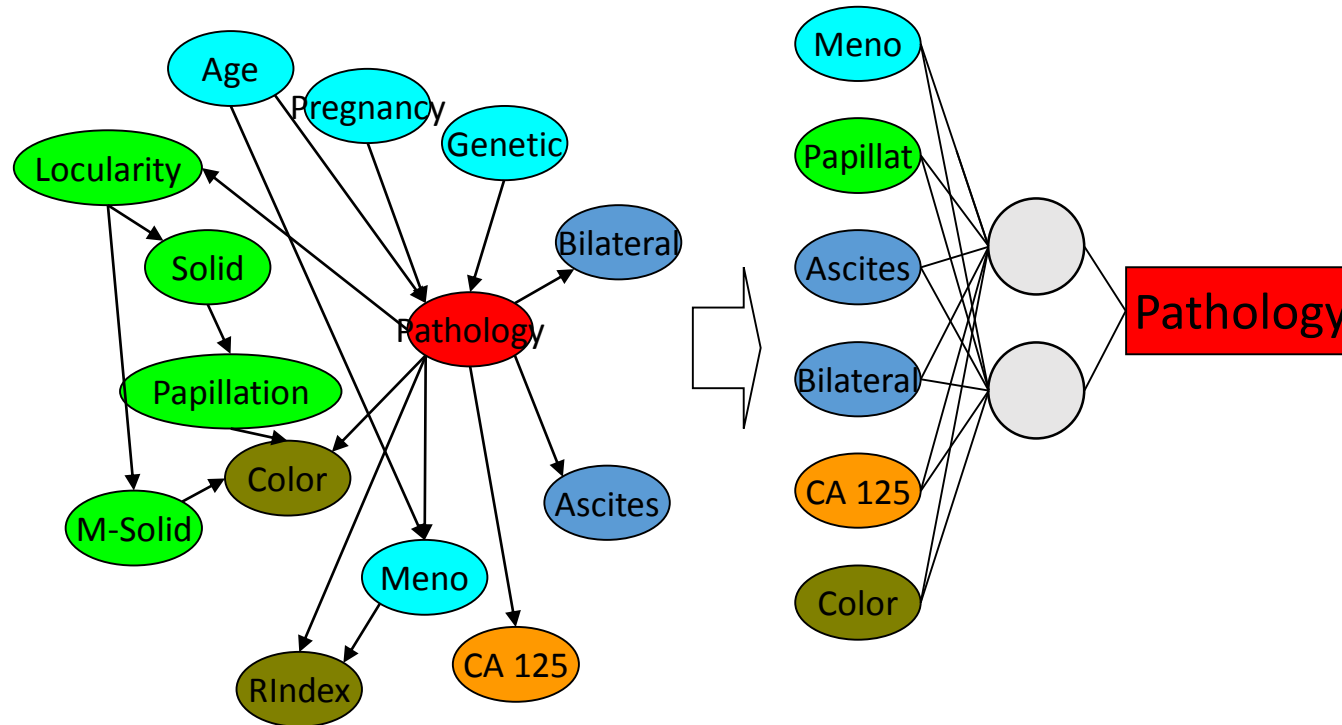 Age
Pregnancy
Genetic
Locularity
Bilateral
Solid
Pathology
Papillation
Color
Ascites
M-Solid
Meno
CA 125
RIndex
Meno
Papillat
Ascites
Bilateral
CA 125
Color
Pathology